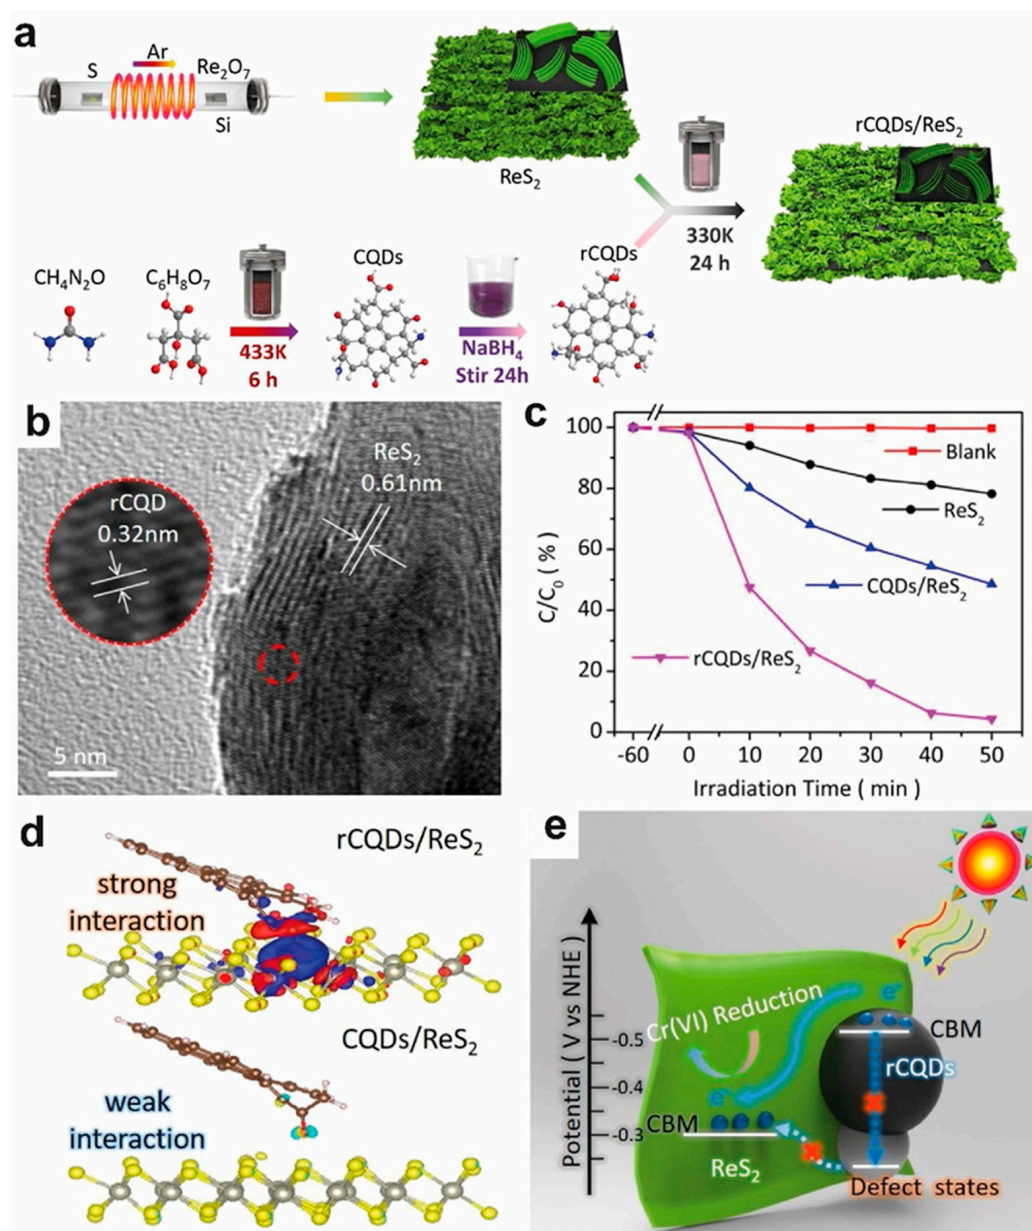 a
Ar
S
Re₂O₇
Si
ReS₂
rCQDs/ReS₂
330K
24 h
CH₄N₂O
C₆H₈O₇
433K
6 h
CQDs
NaBH₄
Stir 24h
rCQDs
b
rCQD
0.32nm
ReS₂
0.61nm
5 nm
c
C/C₀ ( % )
100
80
60
40
20
0
Blank
ReS₂
CQDs/ReS₂
rCQDs/ReS₂
-60 0 10 20 30 40 50
Irradiation Time ( min )
d
rCQDs/ReS₂
strong
interaction
CQDs/ReS₂
weak
interaction
e
Potential ( V vs NHE)
-0.5
-0.4
-0.3
Cr(VI) Reduction
e⁻
e⁻
CBM
rCQDs
CBM
ReS₂
Defect states